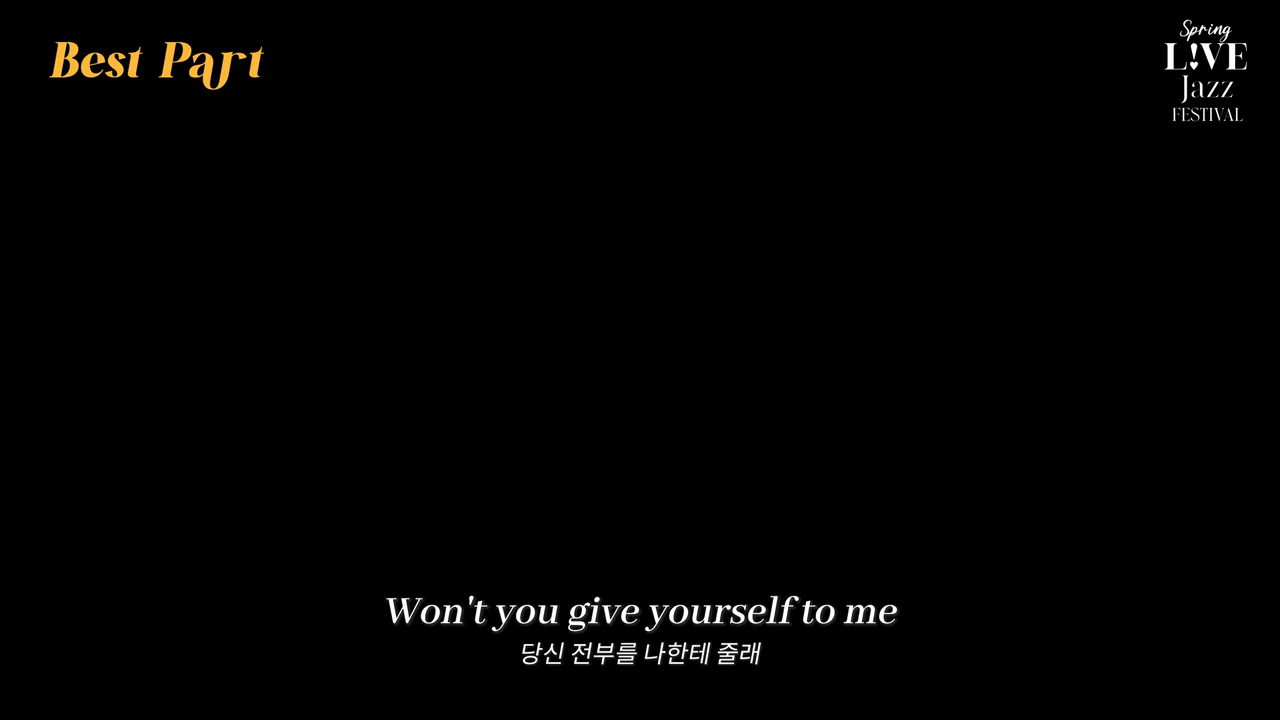 Best Part
Spring
L!VE
Jazz
FESTIVAL
Won't you give yourself to me
당신 전부를 나한테 줄래